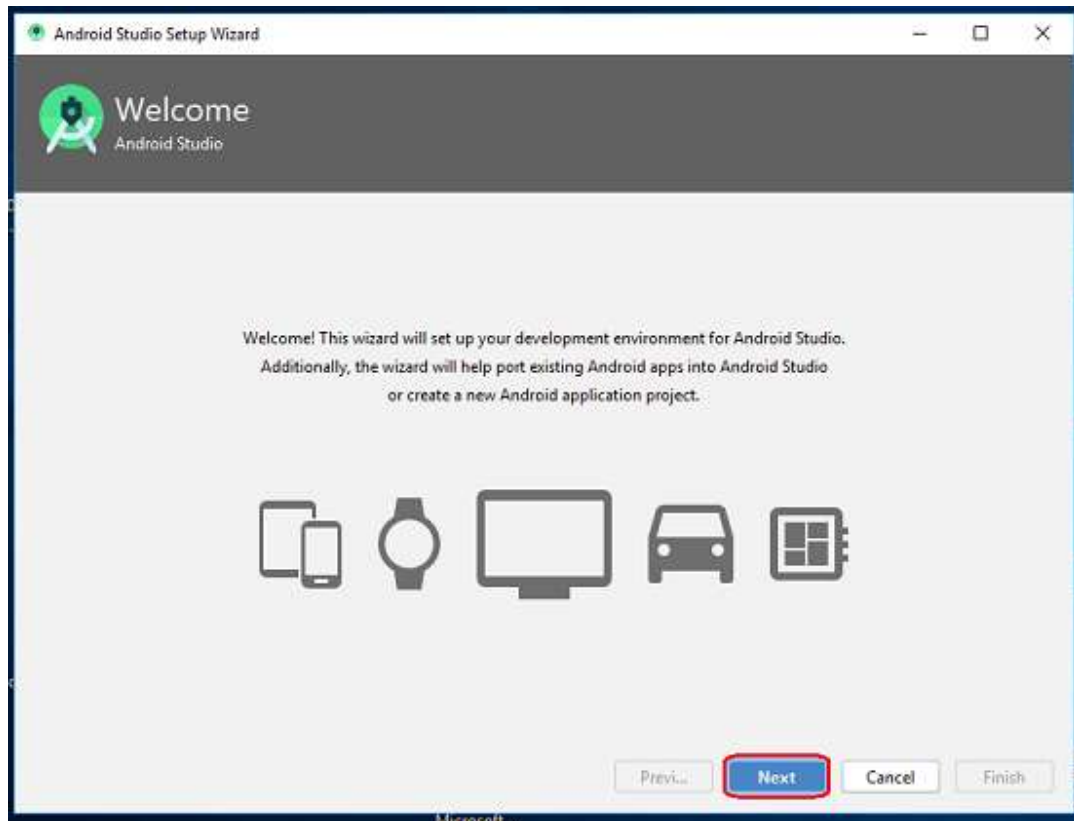 Android Studio Setup Wizard
Welcome
Android Studio
Welcome! This wizard will set up your development environment for Android Studio.
Additionally, the wizard will help port existing Android apps into Android Studio
or create a new Android application project.
Previ... Next Cancel Finish
Microsoft